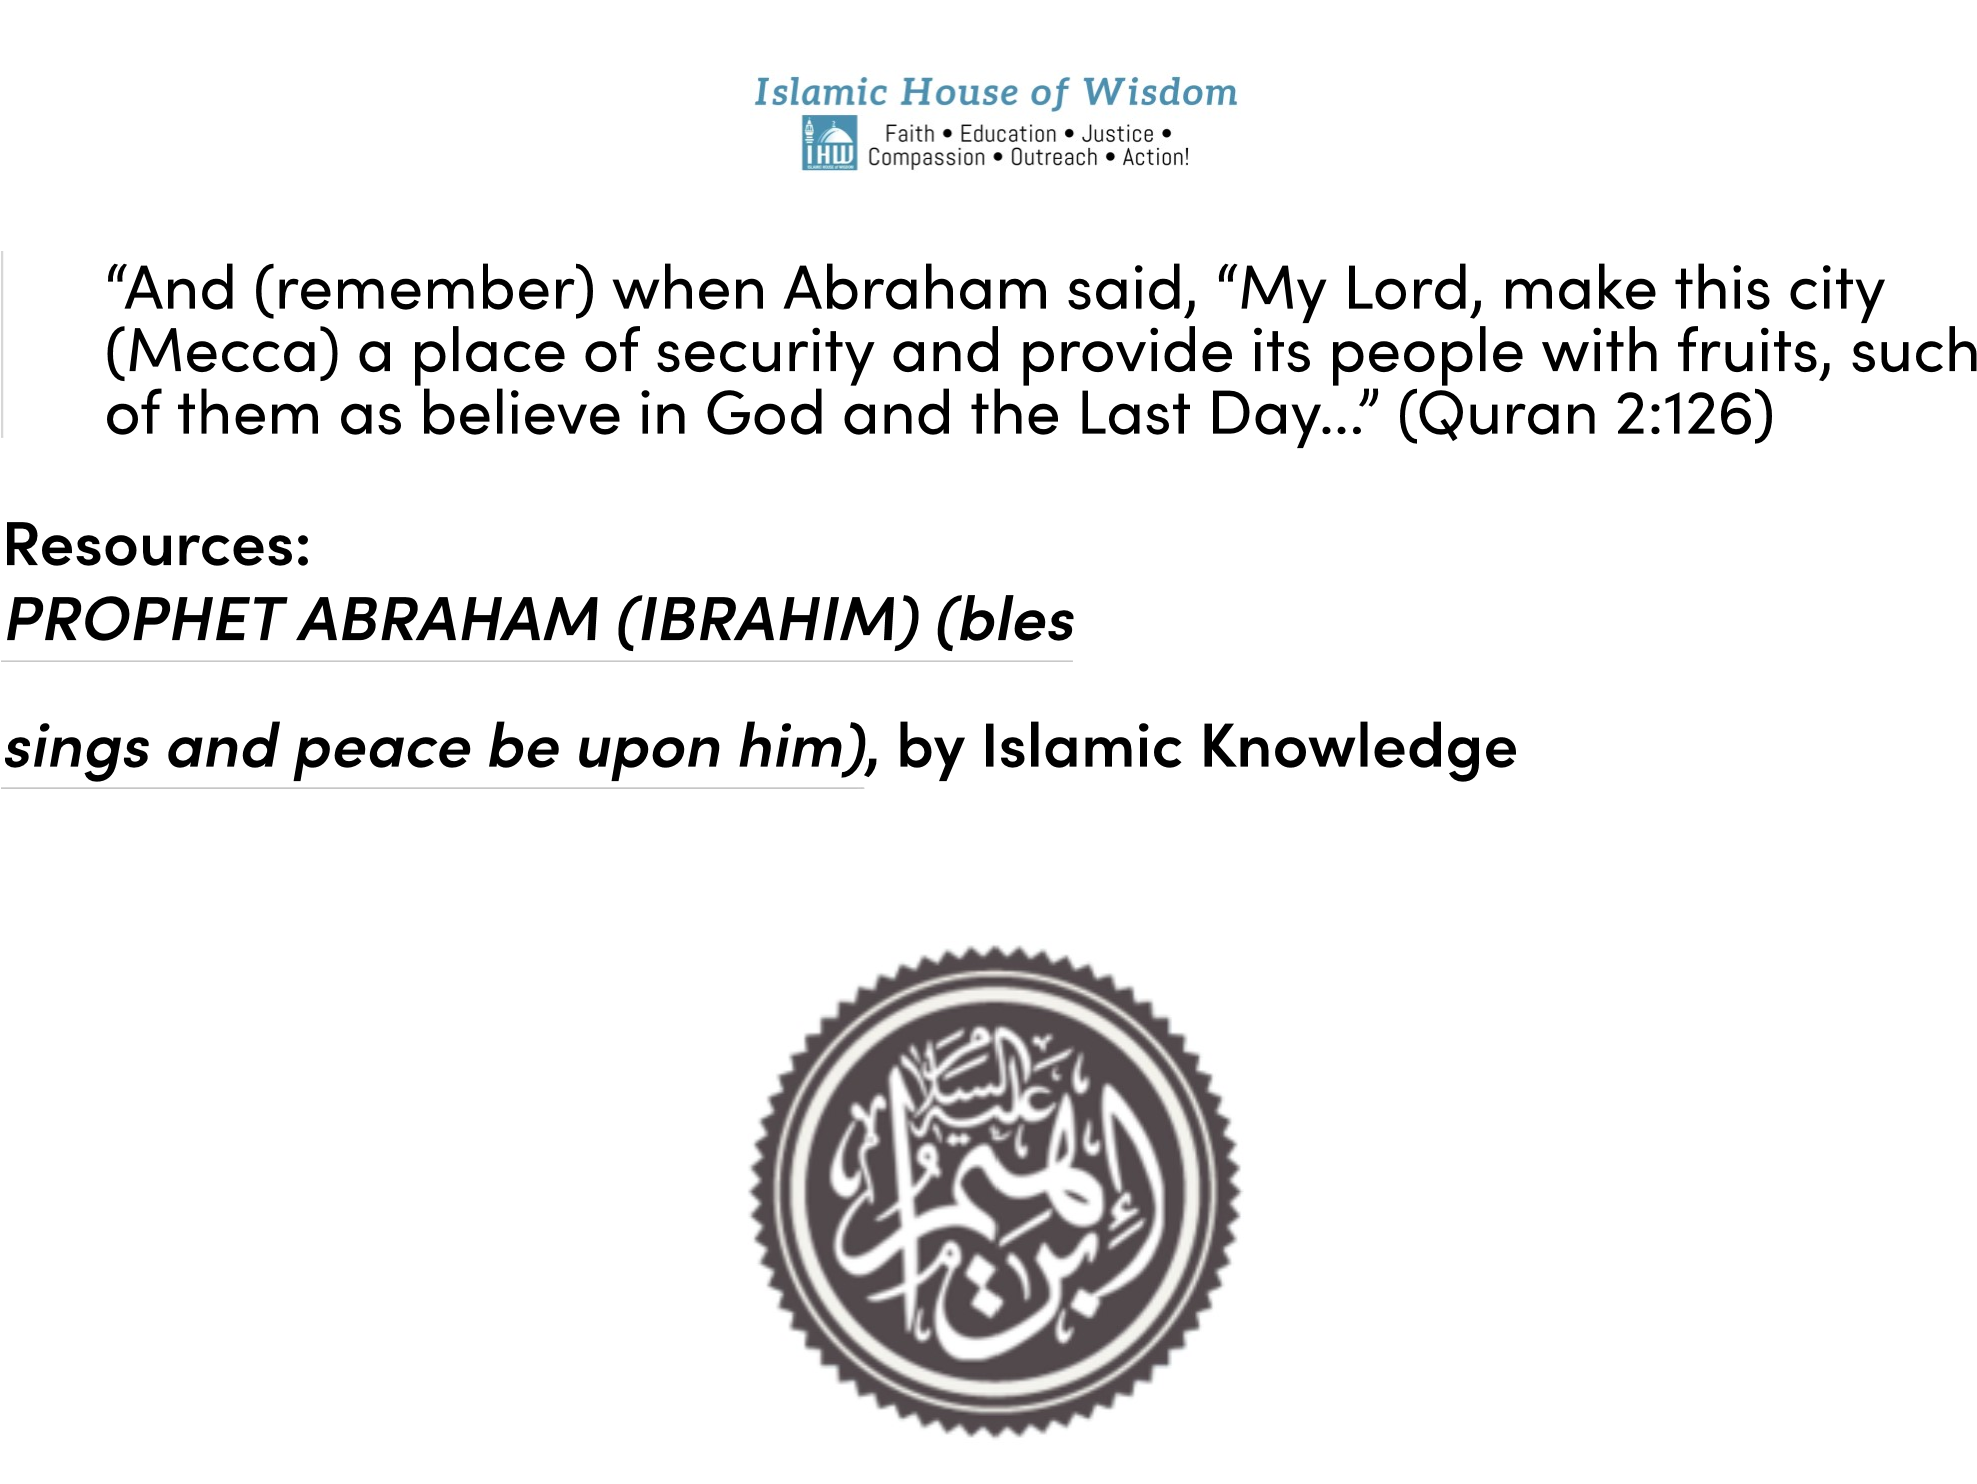 Islamic House of Wisdom
IHW
Faith • Education • Justice •
Compassion • Outreach • Action!
“And (remember) when Abraham said, “My Lord, make this city
(Mecca) a place of security and provide its people with fruits, such
of them as believe in God and the Last Day...” (Quran 2:126)
Resources:
PROPHET ABRAHAM (IBRAHIM) (bles
sings and peace be upon him), by Islamic Knowledge
عليه السلام
إبراهيم